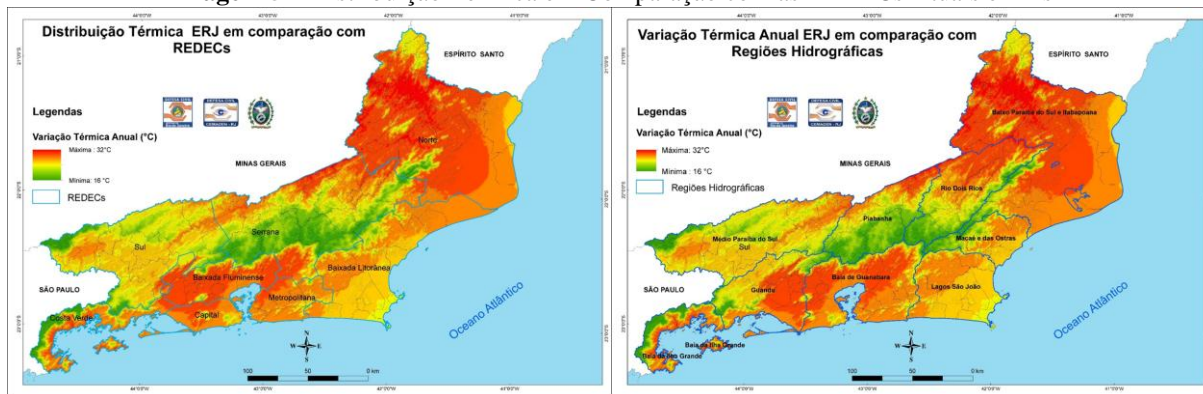 Distribuição Térmica ERJ em comparação com
REDECs
ESPÍRITO SANTO
Legendas
Variação Térmica Anual (°C)
Máxima : 32°C
Mínima : 16 °C
REDECs
MINAS GERAIS
SÃO PAULO
Norte
Serrana
Sul
Baixada Fluminense
Baixada Litorânea
Metropolitana
Capital
Costa Verde
Oceano Atlântico
N
W E
S
100 50 0 km
Variação Térmica Anual ERJ em comparação com
Regiões Hidrográficas
ESPÍRITO SANTO
Legendas
Variação Térmica Anual (°C)
Máxima : 32°C
Mínima : 16 °C
Regiões Hidrográficas
MINAS GERAIS
SÃO PAULO
Baixo Paraíba do Sul e Itabapoana
Rio Dois Rios
Piabanha
Macaé e das Ostras
Médio Paraíba do Sul
Sul
Baía de Guanabara
Guandu
Lagos São João
Baía da Ilha Grande
Baía da Ilha Grande
Oceano Atlântico
N
W E
S
100 50 0 km